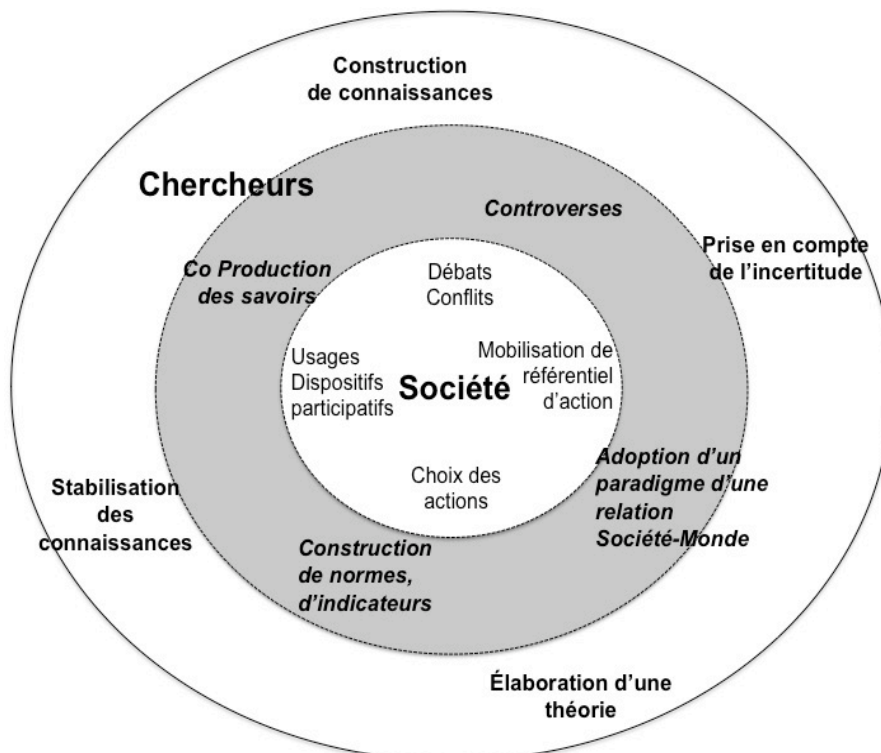 Construction
de connaissances
Chercheurs
Controverses
Prise en compte
de l'incertitude
Co Production
des savoirs
Débats
Conflits
Usages
Dispositifs
participatifs
Société
Mobilisation de
référentiel
d'action
Choix des
actions
Adoption d'un
paradigme d'une
relation
Société-Monde
Stabilisation
des
connaissances
Construction
de normes,
d'indicateurs
Élaboration d'une
théorie